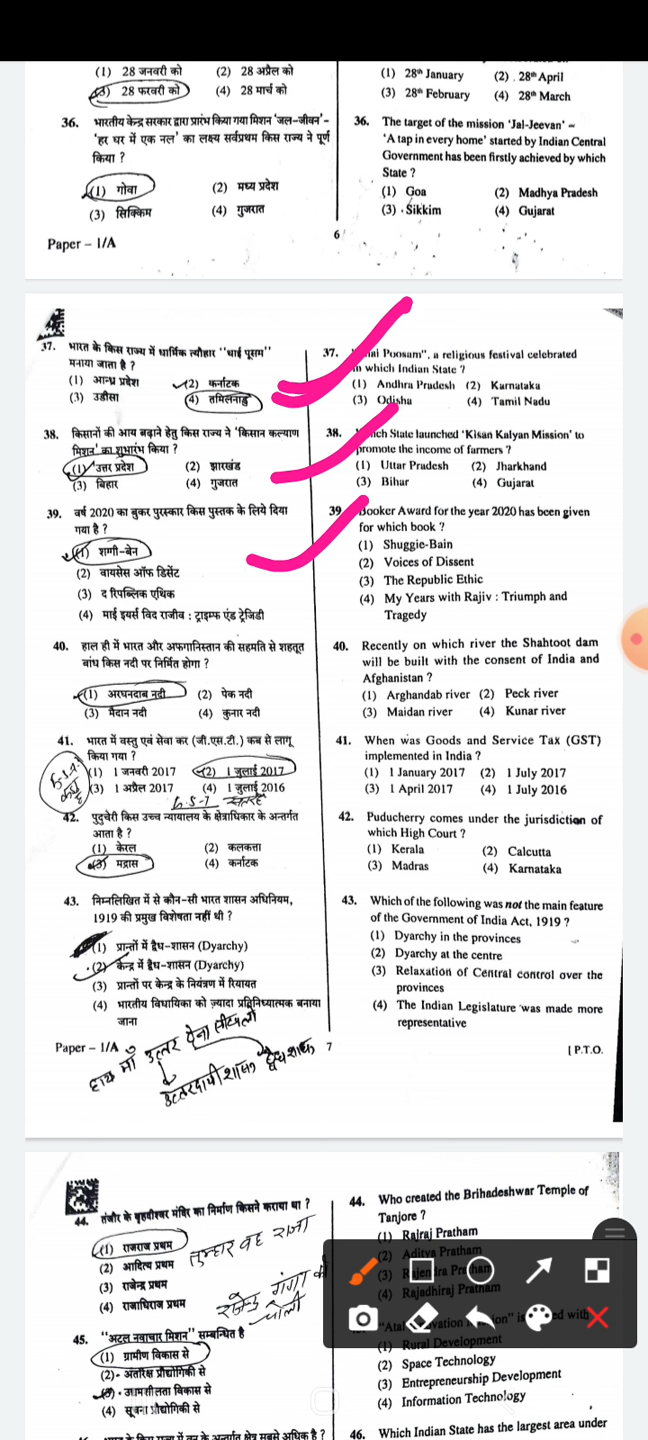 (1) 28 जनवरी को (2) 28 अप्रैल को
(3) 28 फरवरी को (4) 28 मार्च को
36. भारतीय केन्द्र सरकार द्वारा प्रारंभ किया गया मिशन 'जल-जीवन'-
'हर घर में एक नल' का लक्ष्य सर्वप्रथम किस राज्य ने पूर्ण
किया ?
(1) गोवा (2) मध्य प्रदेश
(3) सिक्किम (4) गुजरात
Paper – I/A
6
(1) 28th January (2) 28th April
(3) 28th February (4) 28th March
36. The target of the mission 'Jal-Jeevan' –
'A tap in every home' started by Indian Central
Government has been firstly achieved by which
State ?
(1) Goa (2) Madhya Pradesh
(3) Sikkim (4) Gujarat
37. भारत के किस राज्य में धार्मिक त्यौहार "थाई पूसम"
मनाया जाता है ?
(1) आन्ध्र प्रदेश (2) कर्नाटक
(3) उडीसा (4) तमिलनाडु
38. किसानों की आय बढ़ाने हेतु किस राज्य ने 'किसान कल्याण
मिशन' का शुभारंभ किया ?
(1) उत्तर प्रदेश (2) झारखंड
(3) बिहार (4) गुजरात
39. वर्ष 2020 का बुकर पुरस्कार किस पुस्तक के लिये दिया
गया है ?
(1) शग्गी-बेन
(2) वायसेस ऑफ डिसेंट
(3) द रिपब्लिक एथिक
(4) माई इयर्स विद राजीव : ट्राइम्फ एंड ट्रेजिडी
40. हाल ही में भारत और अफगानिस्तान की सहमति से शहतूत
बांध किस नदी पर निर्मित होगा ?
(1) अरघनदाब नदी (2) पेक नदी
(3) मैदान नदी (4) कुनार नदी
41. भारत में वस्तु एवं सेवा कर (जी.एस.टी.) कब से लागू
किया गया ?
(1) 1 जनवरी 2017 (2) 1 जुलाई 2017
(3) 1 अप्रैल 2017 (4) 1 जुलाई 2016
42. पुदुचेरी किस उच्च न्यायालय के क्षेत्राधिकार के अन्तर्गत
आता है ?
(1) केरल (2) कलकत्ता
(3) मद्रास (4) कर्नाटक
43. निम्नलिखित में से कौन-सी भारत शासन अधिनियम,
1919 की प्रमुख विशेषता नहीं थी ?
(1) प्रान्तों में द्वैध-शासन (Dyarchy)
(2) केन्द्र में द्वैध-शासन (Dyarchy)
(3) प्रान्तों पर केन्द्र के नियंत्रण में रियायत
(4) भारतीय विधायिका को ज़्यादा प्रतिनिध्यात्मक बनाया
जाना
Paper – I/A
37. Poosam", a religious festival celebrated
which Indian State ?
(1) Andhra Pradesh (2) Karnataka
(3) Odisha (4) Tamil Nadu
38. State launched 'Kisan Kalyan Mission' to
promote the income of farmers ?
(1) Uttar Pradesh (2) Jharkhand
(3) Bihar (4) Gujarat
39 Booker Award for the year 2020 has been given
for which book ?
(1) Shuggie-Bain
(2) Voices of Dissent
(3) The Republic Ethic
(4) My Years with Rajiv : Triumph and
Tragedy
40. Recently on which river the Shahtoot dam
will be built with the consent of India and
Afghanistan ?
(1) Arghandab river (2) Peck river
(3) Maidan river (4) Kunar river
41. When was Goods and Service Tax (GST)
implemented in India ?
(1) 1 January 2017 (2) 1 July 2017
(3) 1 April 2017 (4) 1 July 2016
42. Puducherry comes under the jurisdiction of
which High Court ?
(1) Kerala (2) Calcutta
(3) Madras (4) Karnataka
43. Which of the following was not the main feature
of the Government of India Act, 1919 ?
(1) Dyarchy in the provinces
(2) Dyarchy at the centre
(3) Relaxation of Central control over the
provinces
(4) The Indian Legislature was made more
representative
7
[ P.T.O.
44. तंजौर के बृहदीश्वर मंदिर का निर्माण किसने कराया था ?
(1) राजराज प्रथम
(2) आदित्य प्रथम
(3) राजेन्द्र प्रथम
(4) राजाधिराज प्रथम
45. "अटल नवाचार मिशन" सम्बन्धित है
(1) ग्रामीण विकास से
(2) अंतरिक्ष प्रौद्योगिकी से
(3) उद्यमशीलता विकास से
(4) सूचना प्रौद्योगिकी से
44. Who created the Brihadeshwar Temple of
Tanjore ?
(1) Rajraj Pratham
(2) Aditya Pratham
(3) Rajendra Pratham
(4) Rajadhiraj Pratham
(1) Rural Development
(2) Space Technology
(3) Entrepreneurship Development
(4) Information Technology
46. Which Indian State has the largest area under